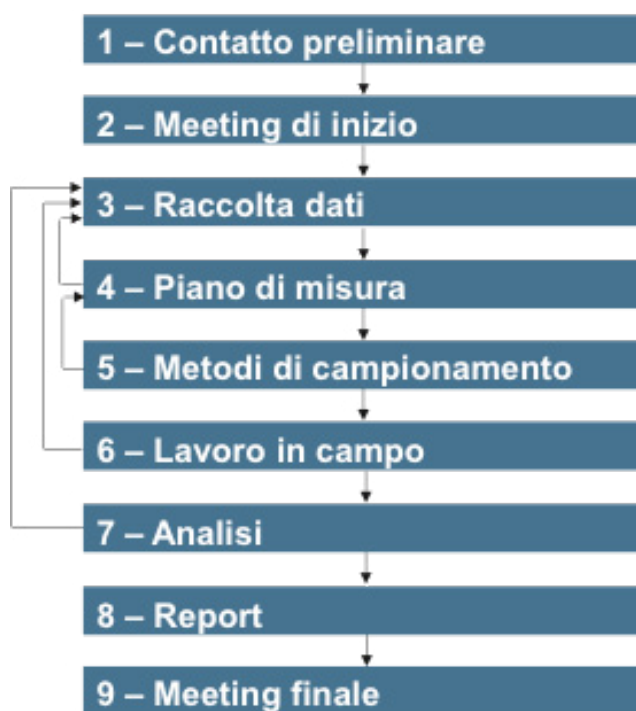 1 – Contatto preliminare
2 – Meeting di inizio
3 – Raccolta dati
4 – Piano di misura
5 – Metodi di campionamento
6 – Lavoro in campo
7 – Analisi
8 – Report
9 – Meeting finale